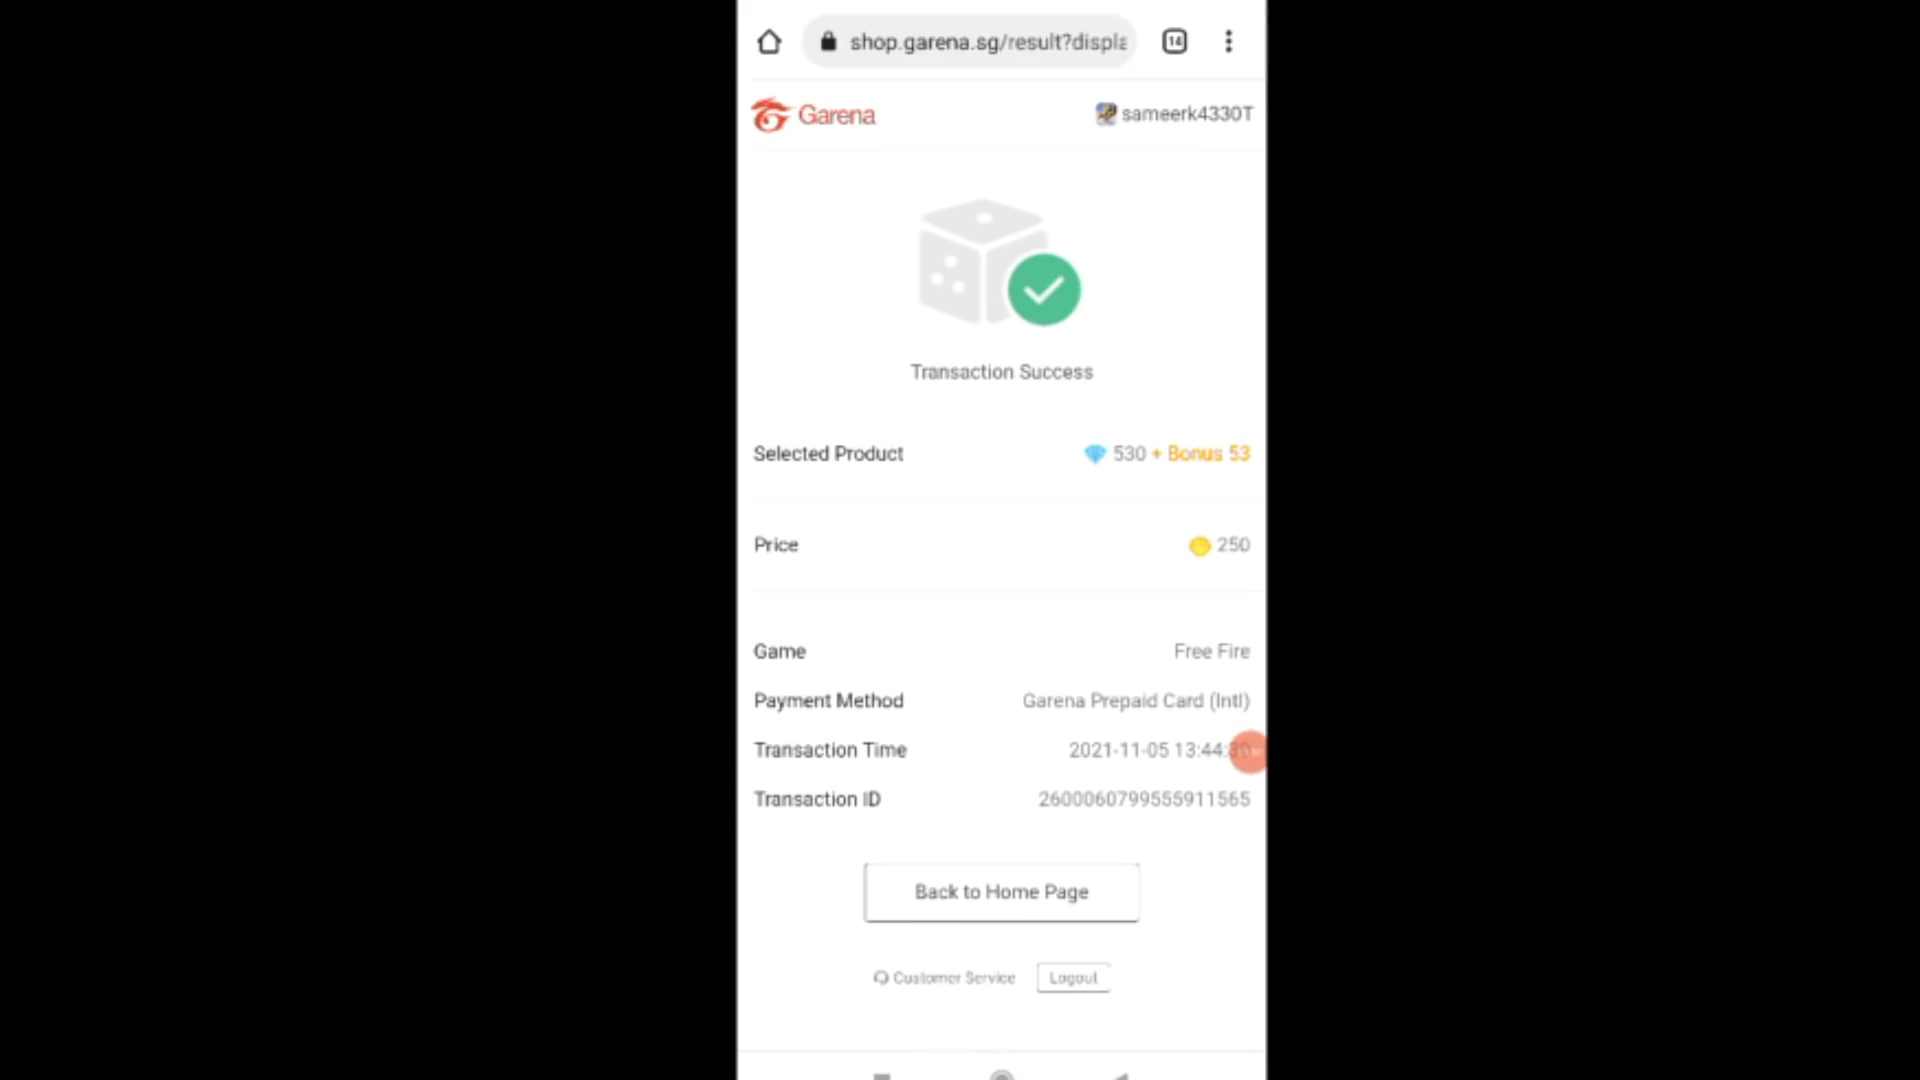 14
shop.garena.sg/result?displa
Garena
sameerk4330T
Transaction Success
Selected Product
530 + Bonus 53
Price
250
Game
Free Fire
Payment Method
Garena Prepaid Card (Intl)
Transaction Time
2021-11-05 13:44:
Transaction ID
2600060799555911565
Back to Home Page
Customer Service
Logout